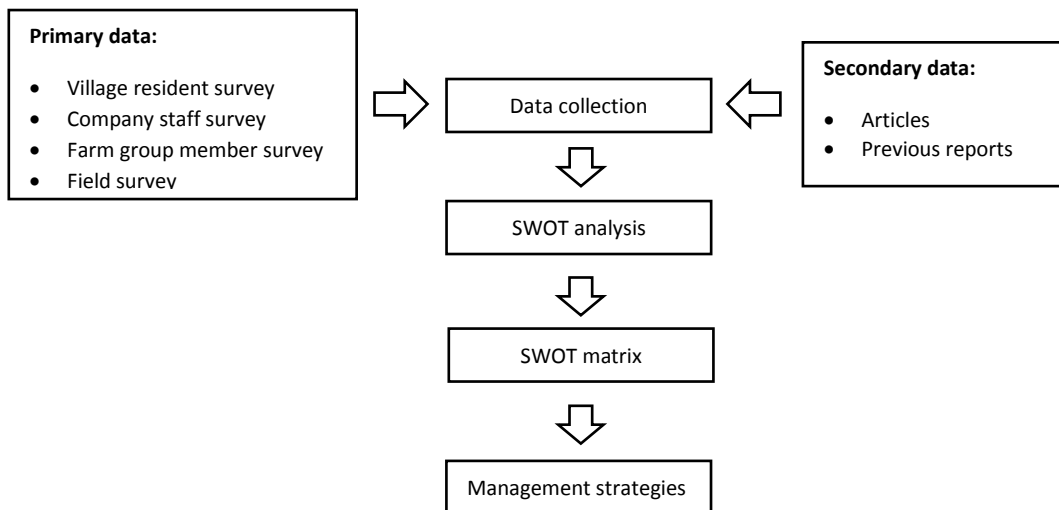 Primary data:
• Village resident survey
• Company staff survey
• Farm group member survey
• Field survey
Data collection
Secondary data:
• Articles
• Previous reports
SWOT analysis
SWOT matrix
Management strategies